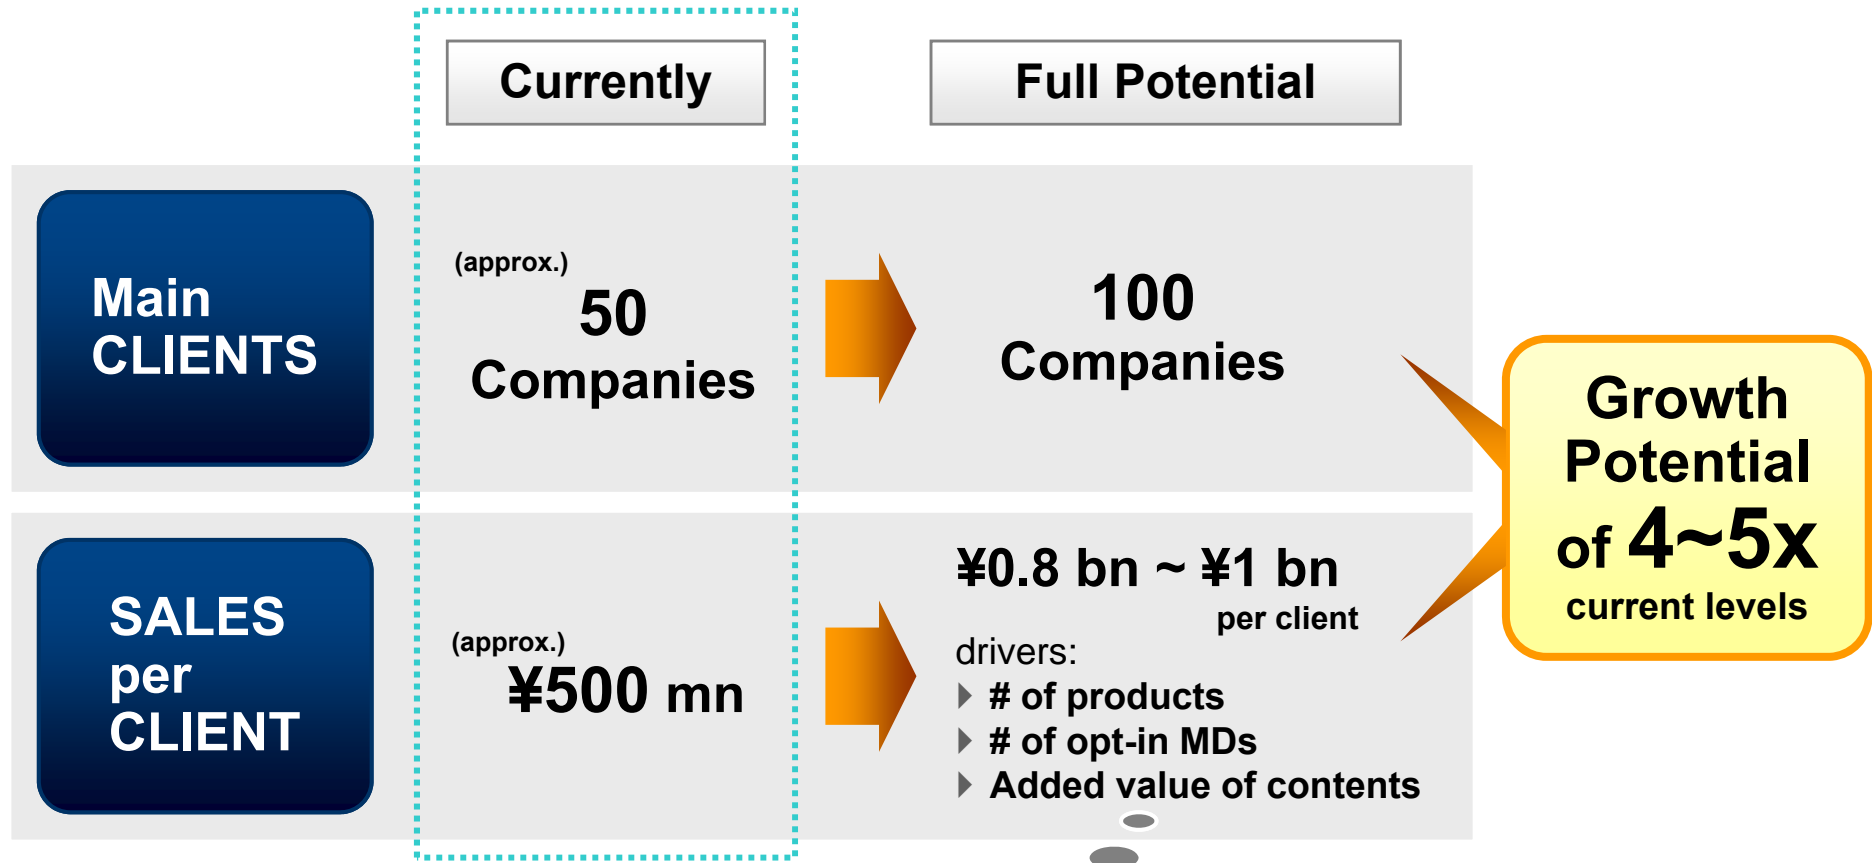 Currently
Full Potential
Main
CLIENTS
(approx.)
50
Companies
100
Companies
SALES
per
CLIENT
(approx.)
¥500 mn
¥0.8 bn ~ ¥1 bn
per client
drivers:
# of products
# of opt-in MDs
Added value of contents
Growth
Potential
of 4~5x
current levels